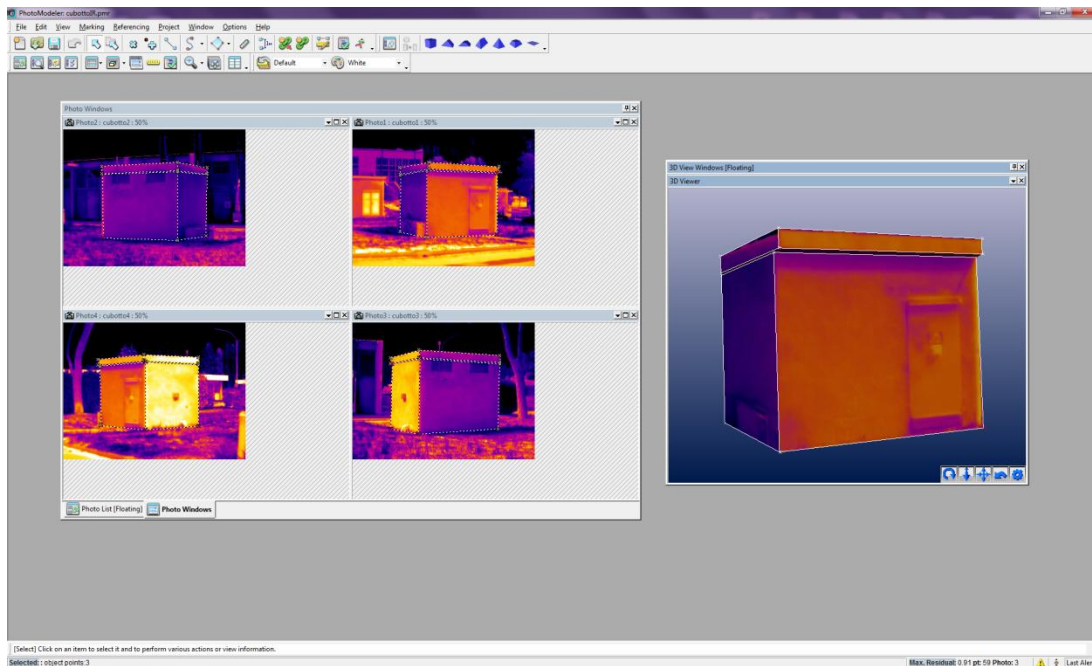 PhotoModeler: cubottoIR.pmr
File Edit View Marking Referencing Project Window Options Help
Default White
Photo Windows
Photo2 : cubotto2 : 50%
Photo1 : cubotto1 : 50%
3D View Windows [Floating]
3D Viewer
Photo4 : cubotto4 : 50%
Photo3 : cubotto3 : 50%
Photo List [Floating] Photo Windows
[Select] Click on an item to select it and to perform various actions or view information.
Selected: : object points:3
Max. Residual: 0.91 pt: 59 Photo: 3
Last Ale